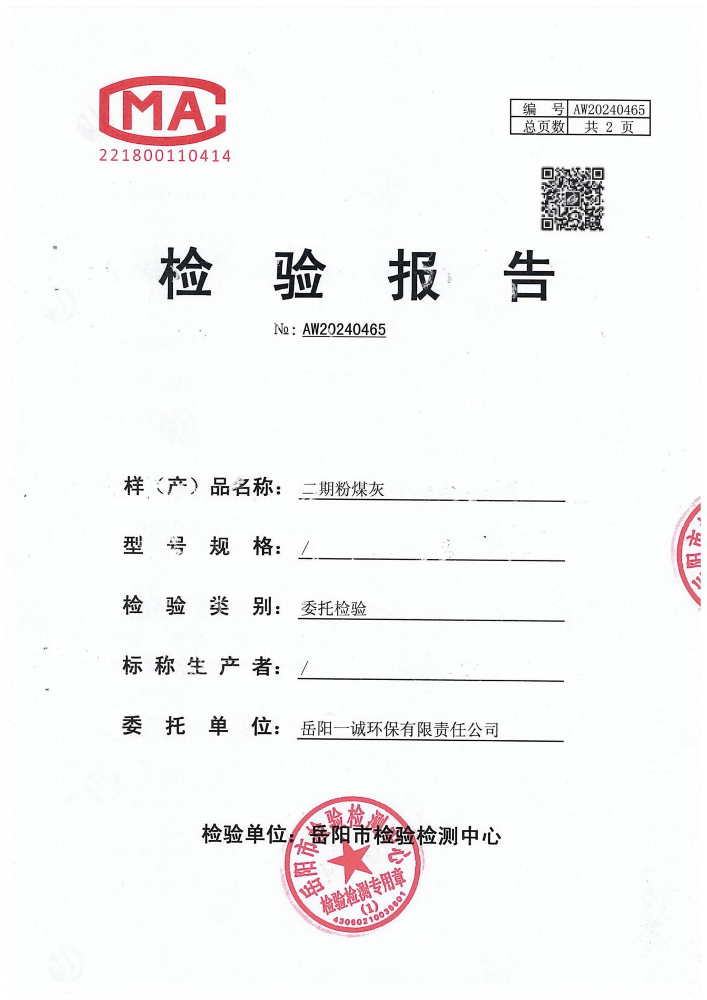 MA
221800110414
编 号 AW20240465
总页数 共 2 页
检 验 报 告
№: AW20240465
样（产）品名称： 二期粉煤灰
型 号 规 格： /
检 验 类 别： 委托检验
标 称 生 产 者： /
委 托 单 位： 岳阳一诚环保有限责任公司
检验单位：岳阳市检验检测中心
岳阳市检验检测中心
检验检测专用章
(1)
岳阳市